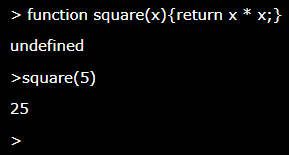 > function square(x){return x * x;}
undefined
>square(5)
25
>